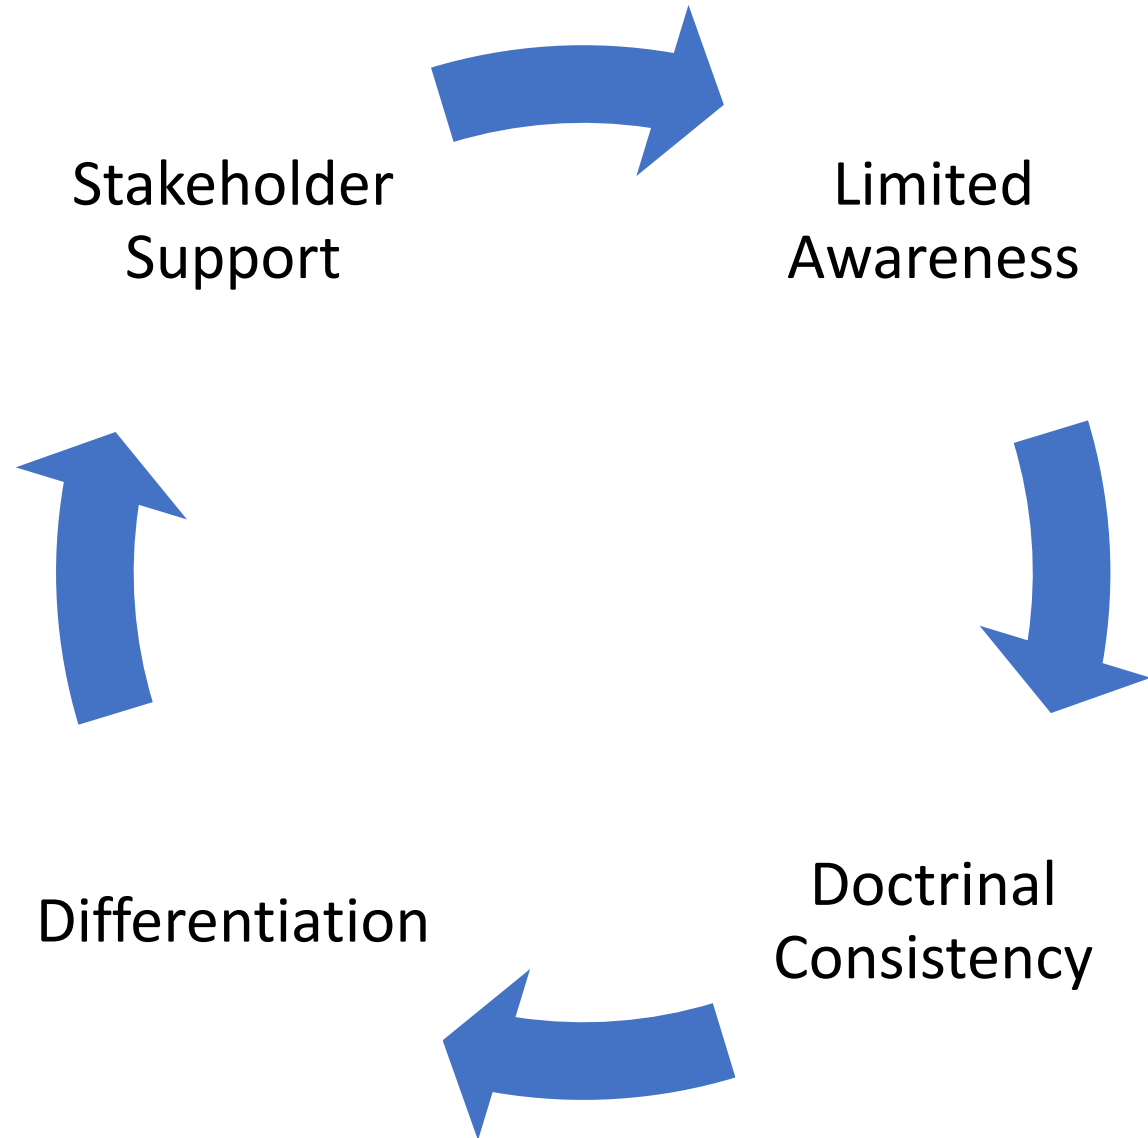 Stakeholder
Support
Limited
Awareness
Doctrinal
Consistency
Differentiation